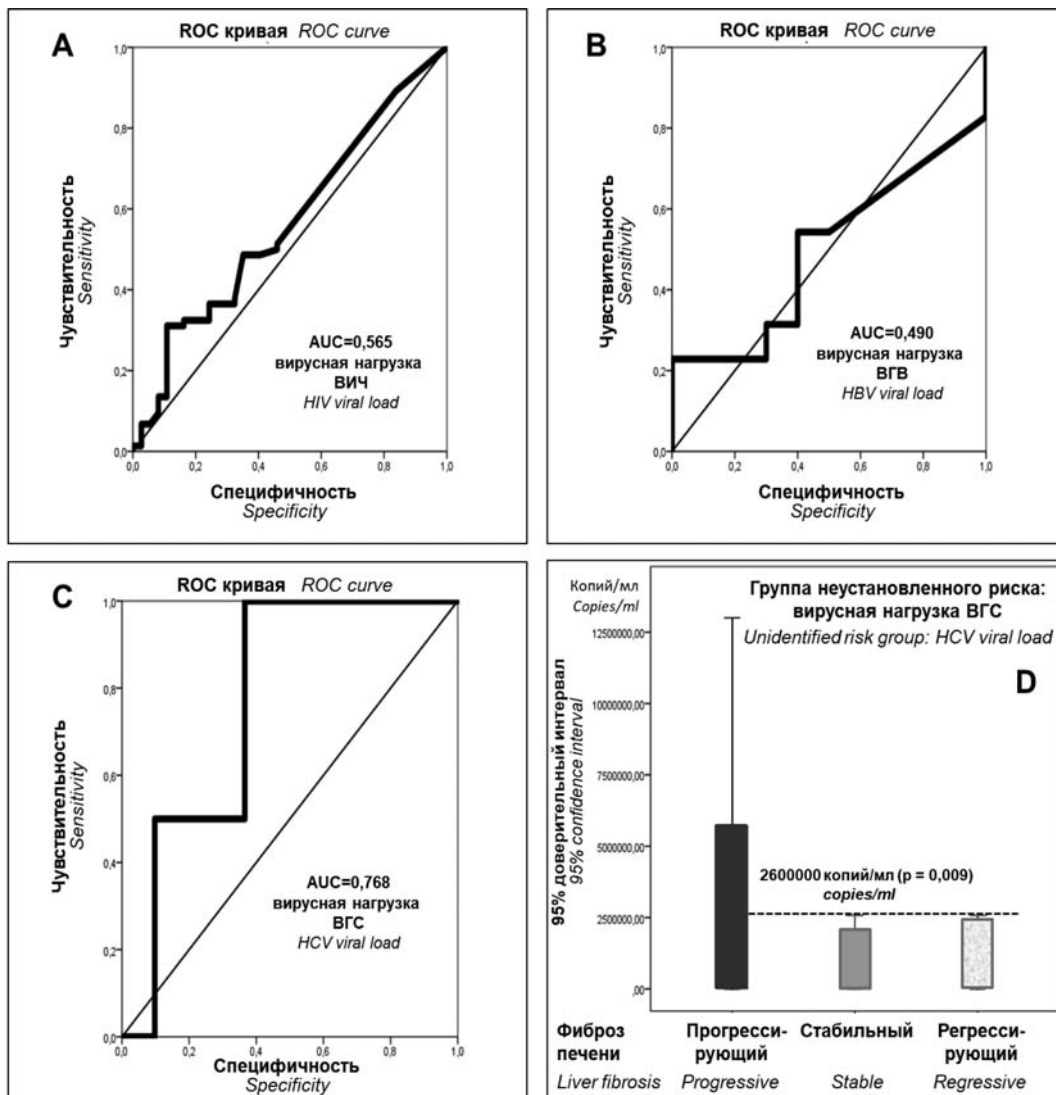 A
ROC кривая ROC curve
Чувствительность
Sensitivity
1,0
0,8
0,6
0,4
0,2
0,0
AUC=0,565
вирусная нагрузка
ВИЧ
HIV viral load
0,0 0,2 0,4 0,6 0,8 1,0
Специфичность
Specificity
B
ROC кривая ROC curve
Чувствительность
Sensitivity
1,0
0,8
0,6
0,4
0,2
0,0
AUC=0,490
вирусная нагрузка
ВГВ
HBV viral load
0,0 0,2 0,4 0,6 0,8 1,0
Специфичность
Specificity
C
ROC кривая ROC curve
Чувствительность
Sensitivity
1,0
0,8
0,6
0,4
0,2
0,0
AUC=0,768
вирусная нагрузка
ВГС
HCV viral load
0,0 0,2 0,4 0,6 0,8 1,0
Специфичность
Specificity
Копий/мл
Copies/ml
Группа неустановленного риска:
вирусная нагрузка ВГС
Unidentified risk group: HCV viral load
D
95% доверительный интервал
95% confidence interval
12500000,00
10000000,00
7500000,00
5000000,00
2500000,00
,00
2600000 копий/мл (p = 0,009)
copies/ml
Фиброз Прогресси- Стабильный Регресси-
печени рующий рующий
Liver fibrosis Progressive Stable Regressive